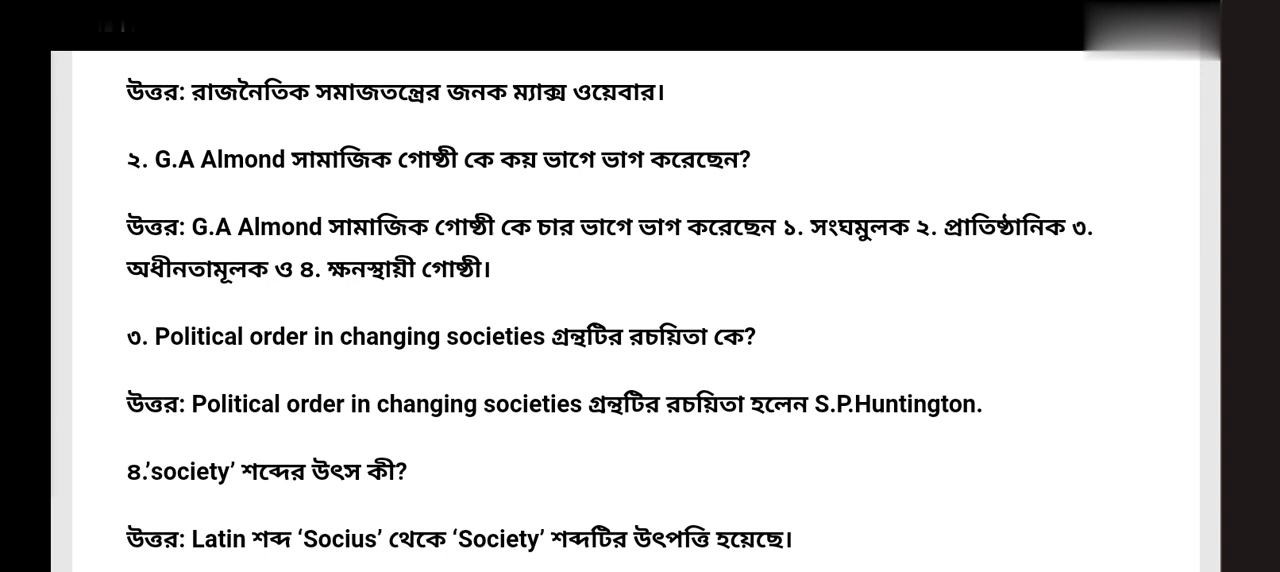 উত্তর: রাজনৈতিক সমাজতন্ত্রের জনক ম্যাক্স ওয়েবার।
২. G.A Almond সামাজিক গোষ্ঠী কে কয় ভাগে ভাগ করেছেন?
উত্তর: G.A Almond সামাজিক গোষ্ঠী কে চার ভাগে ভাগ করেছেন ১. সংঘমুলক ২. প্রাতিষ্ঠানিক ৩.
অধীনতামূলক ও ৪. ক্ষনস্থায়ী গোষ্ঠী।
৩. Political order in changing societies গ্রন্থটির রচয়িতা কে?
উত্তর: Political order in changing societies গ্রন্থটির রচয়িতা হলেন S.P.Huntington.
৪.’society’ শব্দের উৎস কী?
উত্তর: Latin শব্দ ‘Socius’ থেকে ‘Society’ শব্দটির উৎপত্তি হয়েছে।